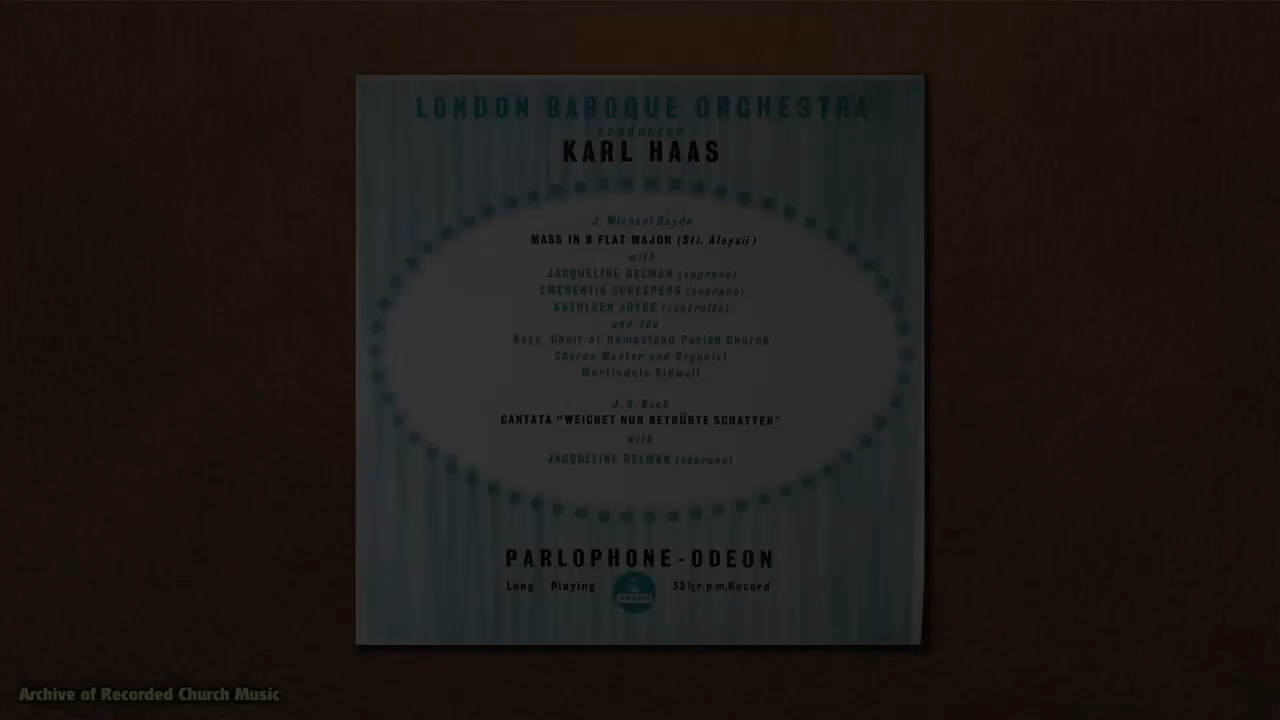 LONDON BAROQUE ORCHESTRA
conductor
KARL HAAS
J. Michael Haydn
MASS IN B FLAT MAJOR (Sti. Aloysii)
with
JACQUELINE DELMAN (soprano)
EMERENTIA SCHEEPERS (soprano)
KATHLEEN JOYCE (contralto)
and the
Boys' Choir of Hampstead Parish Church
Chorus Master and Organist
Martindale Sidwell
J. S. Bach
CANTATA "WEICHET NUR BETRÜBTE SCHATTEN"
with
JACQUELINE DELMAN (soprano)
PARLOPHONE-ODEON
Long Playing 33⅓ r.p.m. Record
ODEON
Archive of Recorded Church Music